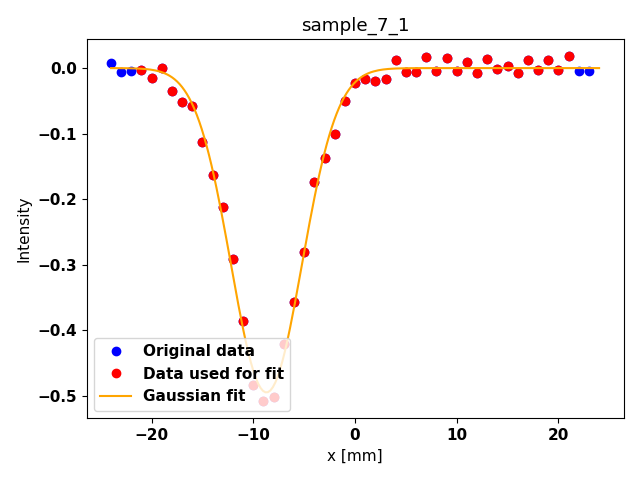 sample_7_1
0.0
−0.1
−0.2
−0.3
−0.4
−0.5
Intensity
Original data
Data used for fit
Gaussian fit
−20 −10 0 10 20
x [mm]